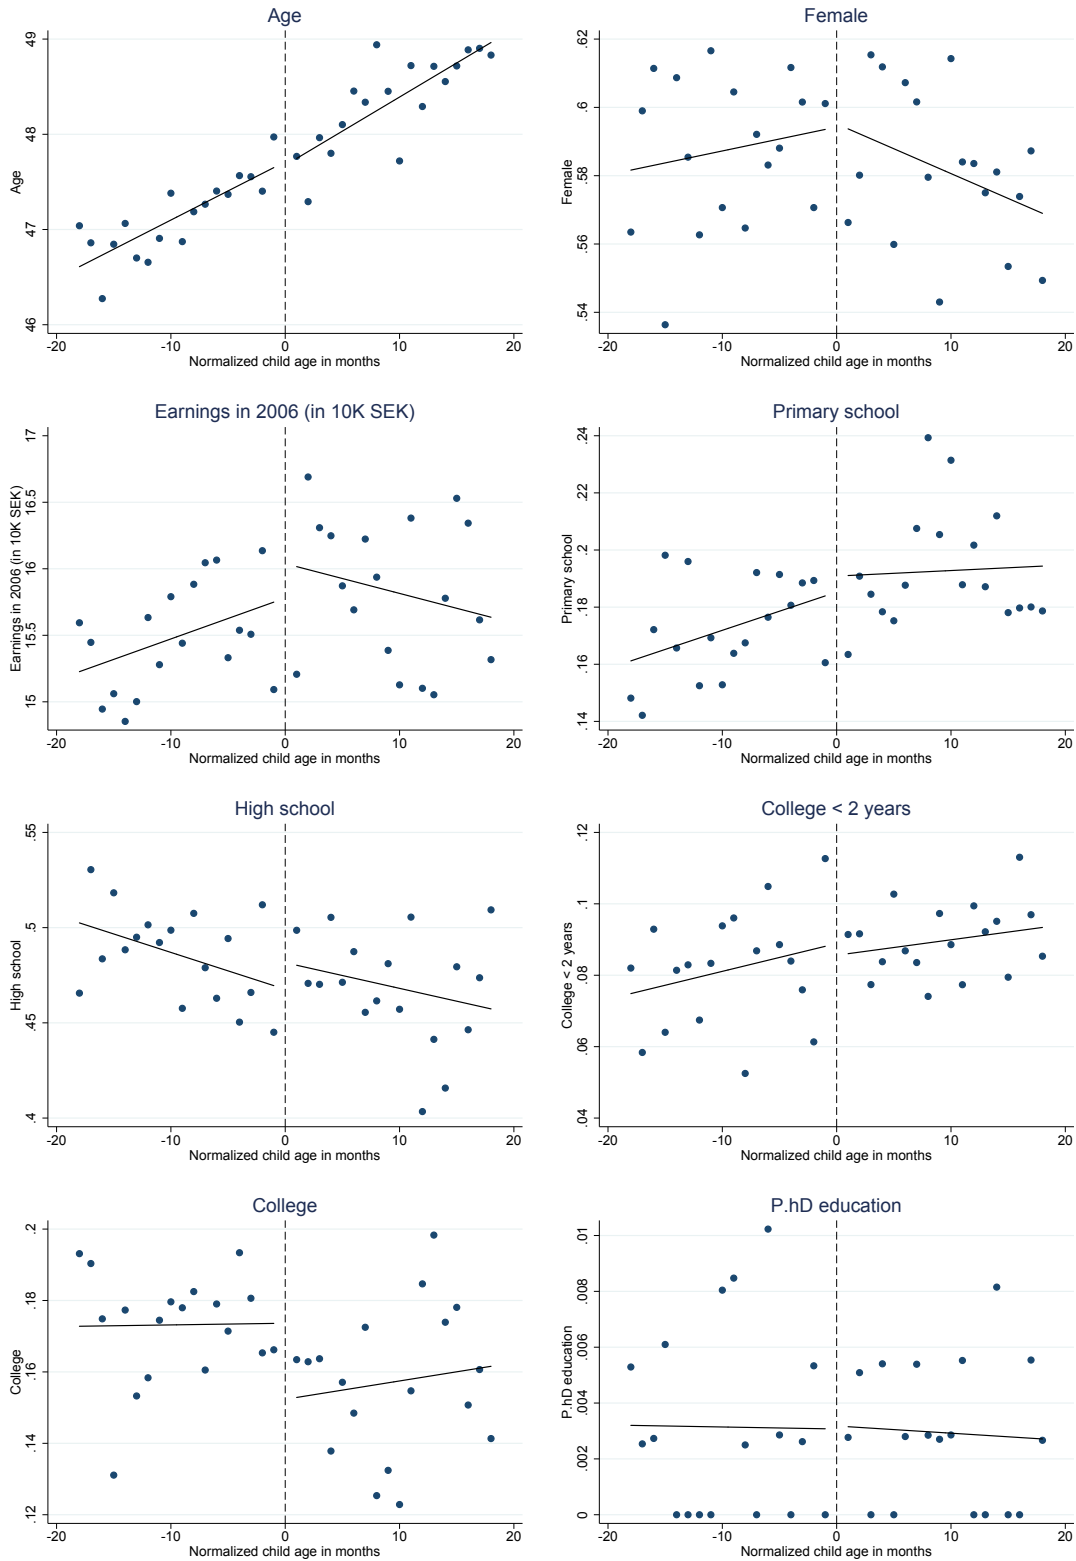 Age
Age
49
48
47
46
-20 -10 0 10 20
Normalized child age in months
Female
Female
.62
.6
.58
.56
.54
-20 -10 0 10 20
Normalized child age in months
Earnings in 2006 (in 10K SEK)
Earnings in 2006 (in 10K SEK)
17
16.5
16
15.5
15
-20 -10 0 10 20
Normalized child age in months
Primary school
Primary school
.24
.22
.2
.18
.16
.14
-20 -10 0 10 20
Normalized child age in months
High school
High school
.55
.5
.45
.4
-20 -10 0 10 20
Normalized child age in months
College < 2 years
College < 2 years
.12
.1
.08
.06
.04
-20 -10 0 10 20
Normalized child age in months
College
College
.2
.18
.16
.14
.12
-20 -10 0 10 20
Normalized child age in months
P.hD education
P.hD education
.01
.008
.006
.004
.002
0
-20 -10 0 10 20
Normalized child age in months